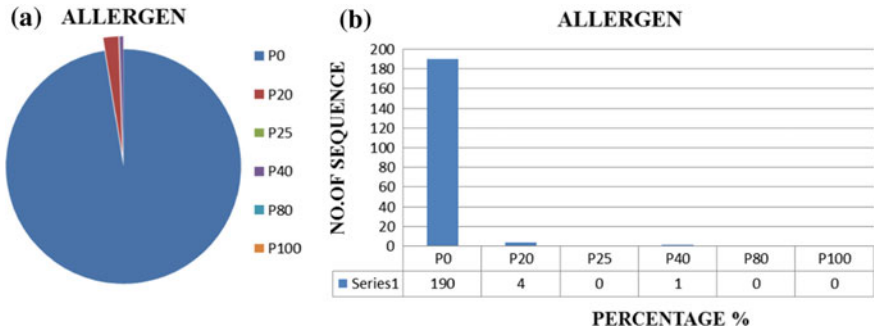 (a) ALLERGEN
P0
P20
P25
P40
P80
P100
(b) ALLERGEN
NO.OF SEQUENCE
200
180
160
140
120
100
80
60
40
20
0
P0 P20 P25 P40 P80 P100
Series1 190 4 0 1 0 0
PERCENTAGE %